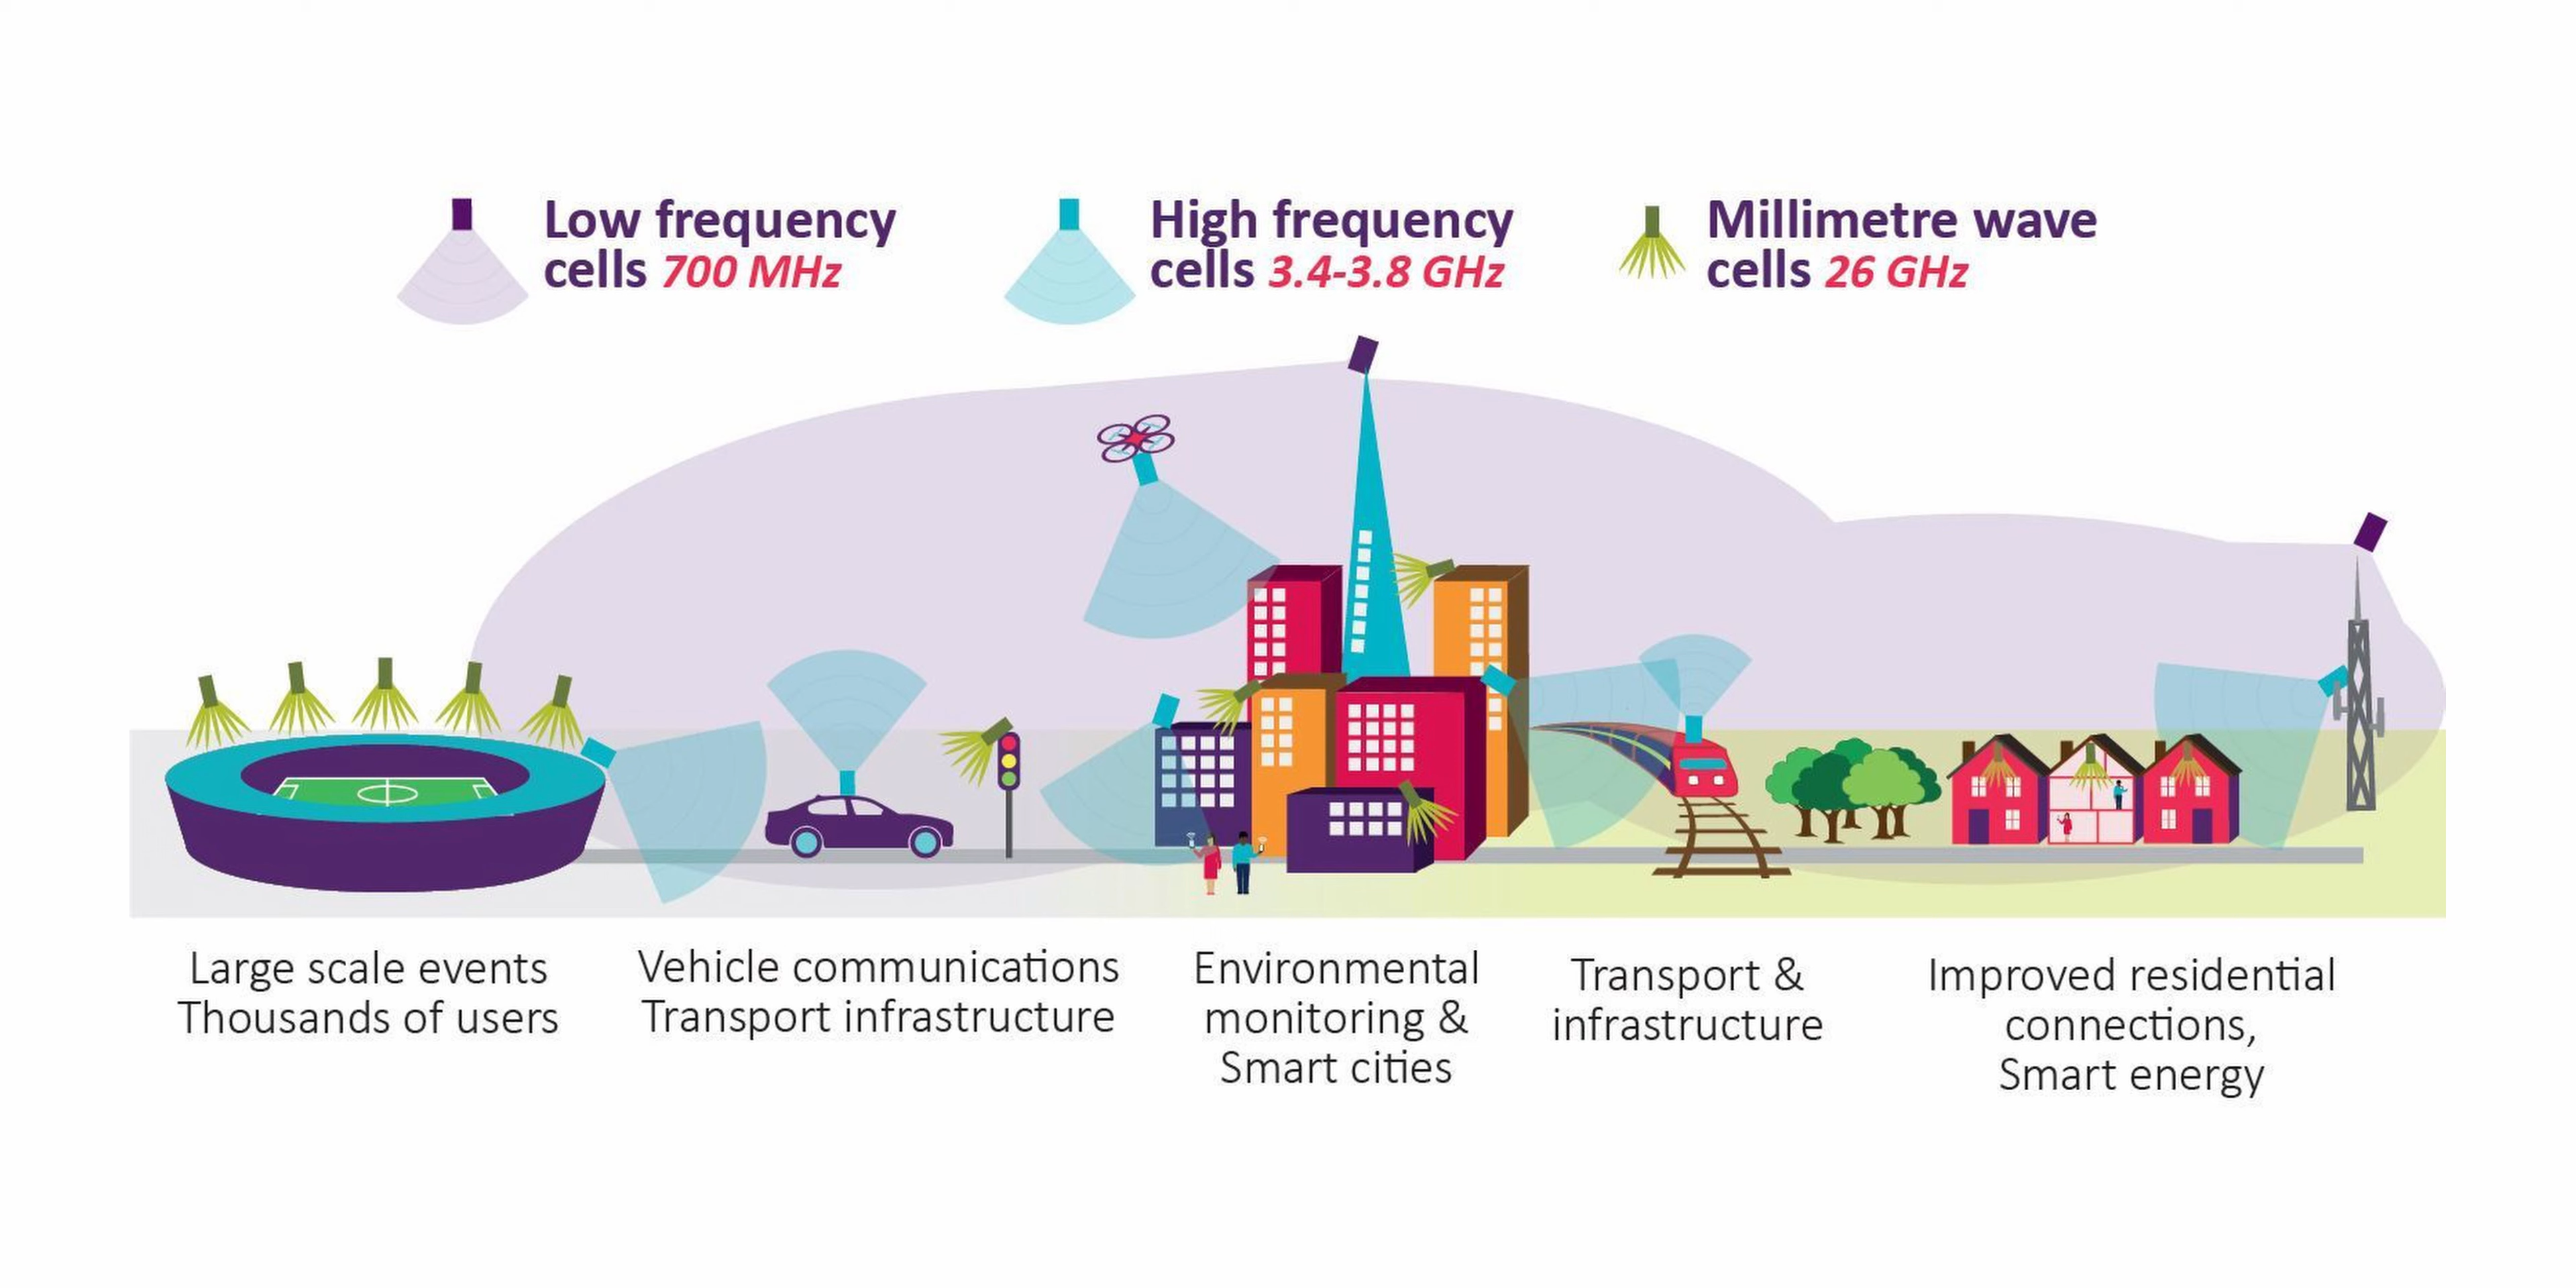 Low frequency
cells 700 MHz
High frequency
cells 3.4-3.8 GHz
Millimetre wave
cells 26 GHz
Large scale events
Thousands of users
Vehicle communications
Transport infrastructure
Environmental
monitoring &
Smart cities
Transport &
infrastructure
Improved residential
connections,
Smart energy